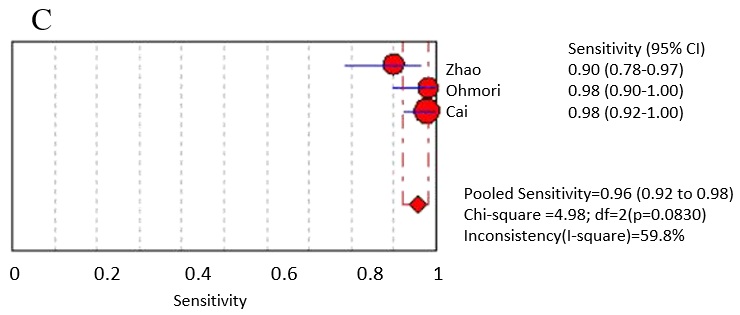 C
Sensitivity (95% CI)
Zhao 0.90 (0.78-0.97)
Ohmori 0.98 (0.90-1.00)
Cai 0.98 (0.92-1.00)
Pooled Sensitivity=0.96 (0.92 to 0.98)
Chi-square =4.98; df=2(p=0.0830)
Inconsistency(I-square)=59.8%
0 0.2 0.4 0.6 0.8 1
Sensitivity